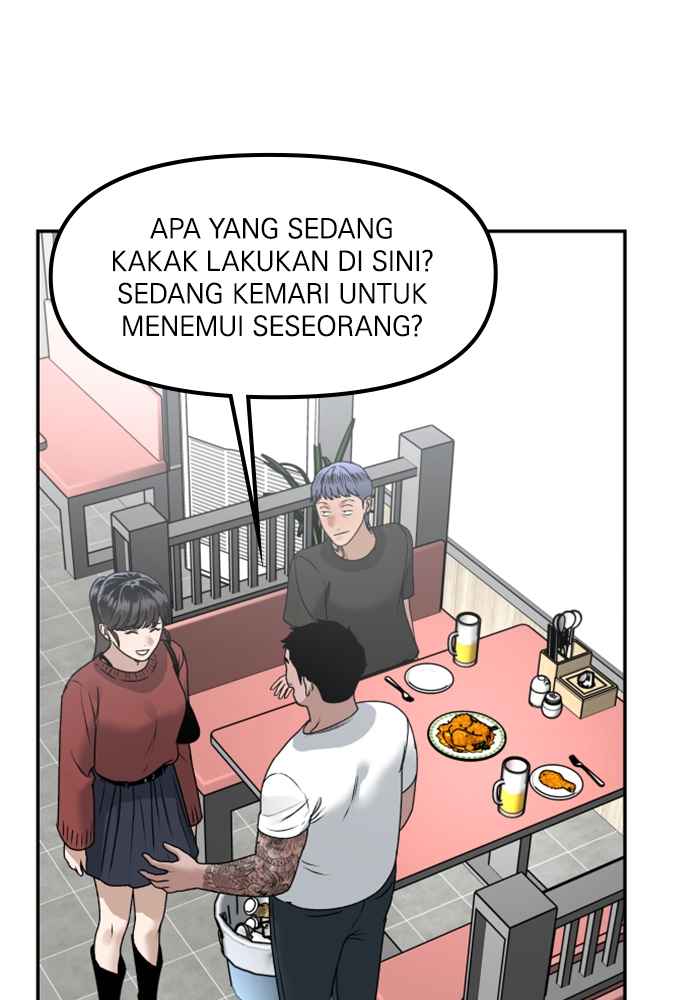 APA YANG SEDANG
KAKAK LAKUKAN DI SINI?
SEDANG KEMARI UNTUK
MENEMUI SESEORANG?